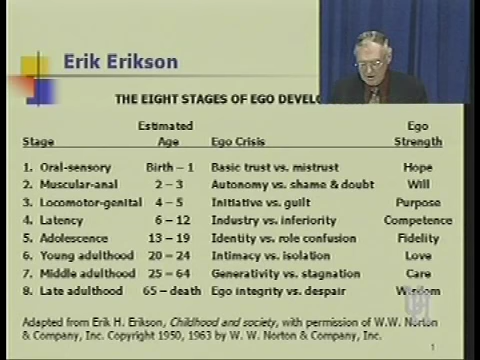 Erik Erikson
THE EIGHT STAGES OF EGO
Estimated Ego
Stage Age Ego Crisis Strength
1. Oral-sensory Birth – 1 Basic trust vs. mistrust Hope
2. Muscular-anal 2 – 3 Autonomy vs. shame & doubt Will
3. Locomotor-genital 4 – 5 Initiative vs. guilt Purpose
4. Latency 6 – 12 Industry vs. inferiority Competence
5. Adolescence 13 – 19 Identity vs. role confusion Fidelity
6. Young adulthood 20 – 24 Intimacy vs. isolation Love
7. Middle adulthood 25 – 64 Generativity vs. stagnation Care
8. Late adulthood 65 – death Ego integrity vs. despair Wisdom
Adapted from Erik H. Erikson, Childhood and society, with permission of W.W. Norton
& Company, Inc. Copyright 1950, 1963 by W. W. Norton & Company, Inc.
1